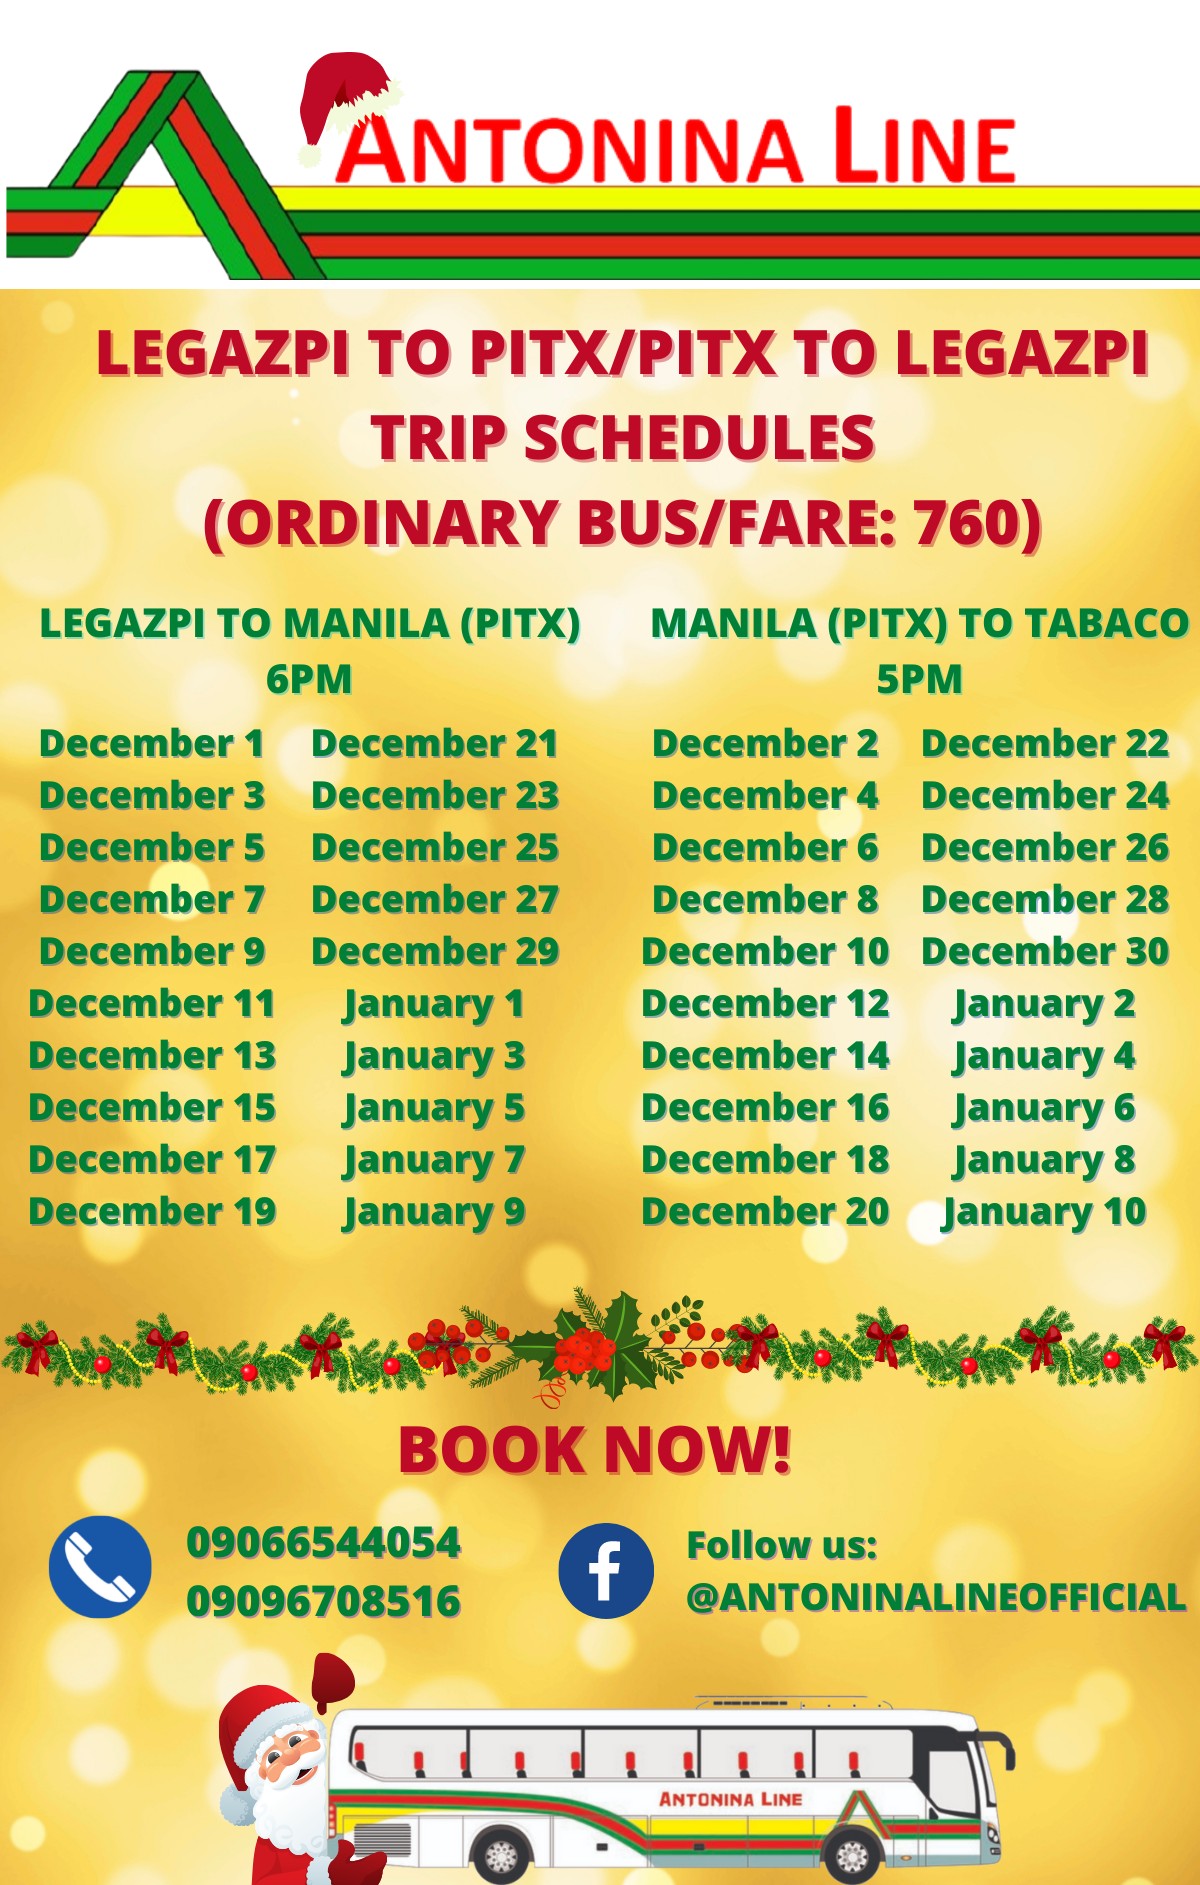 ANTONINA LINE
LEGAZPI TO PITX/PITX TO LEGAZPI
TRIP SCHEDULES
(ORDINARY BUS/FARE: 760)
LEGAZPI TO MANILA (PITX)
6PM
December 1
December 3
December 5
December 7
December 9
December 11
December 13
December 15
December 17
December 19
December 21
December 23
December 25
December 27
December 29
January 1
January 3
January 5
January 7
January 9
MANILA (PITX) TO TABACO
5PM
December 2
December 4
December 6
December 8
December 10
December 12
December 14
December 16
December 18
December 20
December 22
December 24
December 26
December 28
December 30
January 2
January 4
January 6
January 8
January 10
BOOK NOW!
09066544054
09096708516
Follow us:
@ANTONINALINEOFFICIAL
ANTONINA LINE